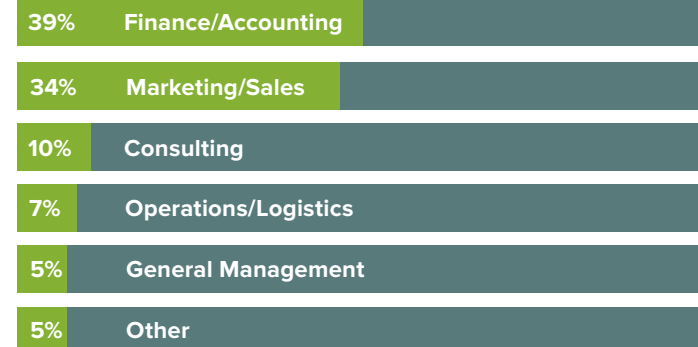 39% Finance/Accounting
34% Marketing/Sales
10% Consulting
7% Operations/Logistics
5% General Management
5% Other